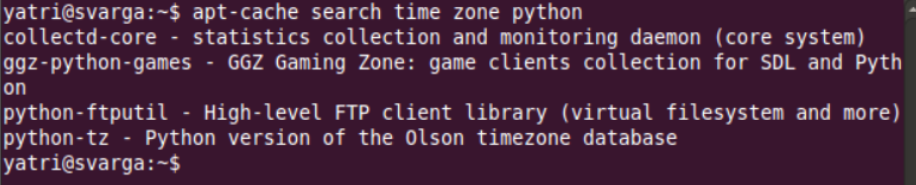 yatri@svarga:~$ apt-cache search time zone python
collectd-core - statistics collection and monitoring daemon (core system)
ggz-python-games - GGZ Gaming Zone: game clients collection for SDL and Pyth
on
python-ftputil - High-level FTP client library (virtual filesystem and more)
python-tz - Python version of the Olson timezone database
yatri@svarga:~$